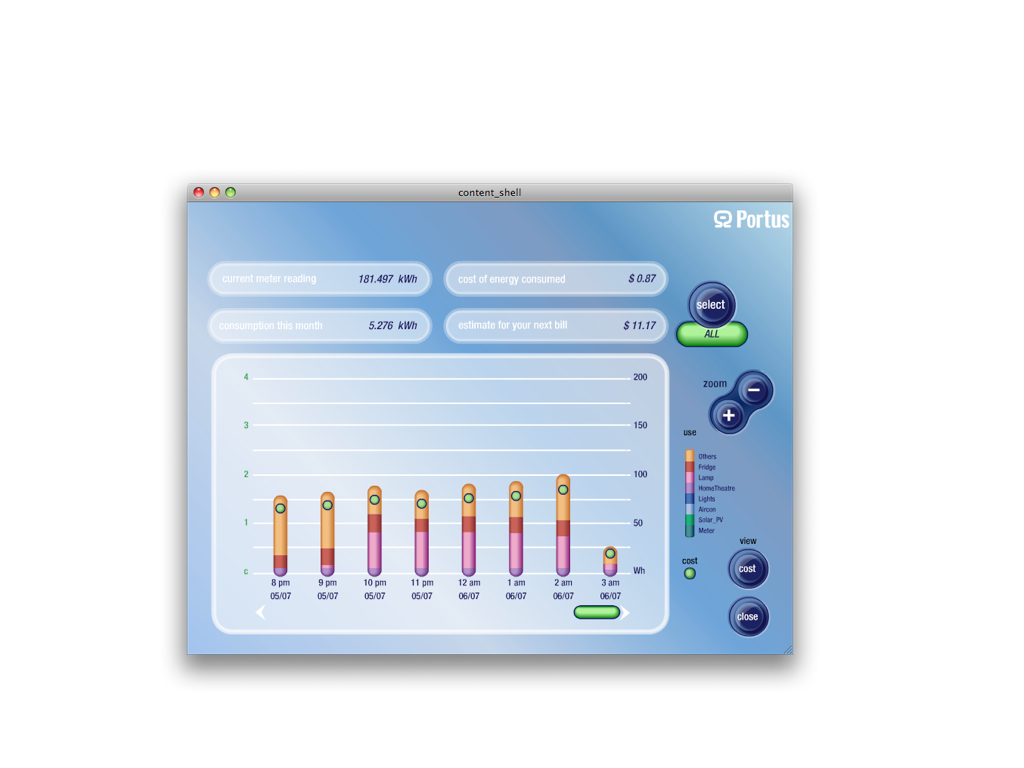 content_shell
Portus
current meter reading 181.497 kWh
cost of energy consumed $ 0.87
consumption this month 5.276 kWh
estimate for your next bill $ 11.17
select
ALL
zoom
use
Others
Fridge
Lamp
HomeTheatre
Lights
Aircon
Solar_PV
Meter
4 200
3 150
2 100
1 50
c Wh
8 pm 9 pm 10 pm 11 pm 12 am 1 am 2 am 3 am
05/07 05/07 05/07 05/07 06/07 06/07 06/07 06/07
cost
view
cost
close